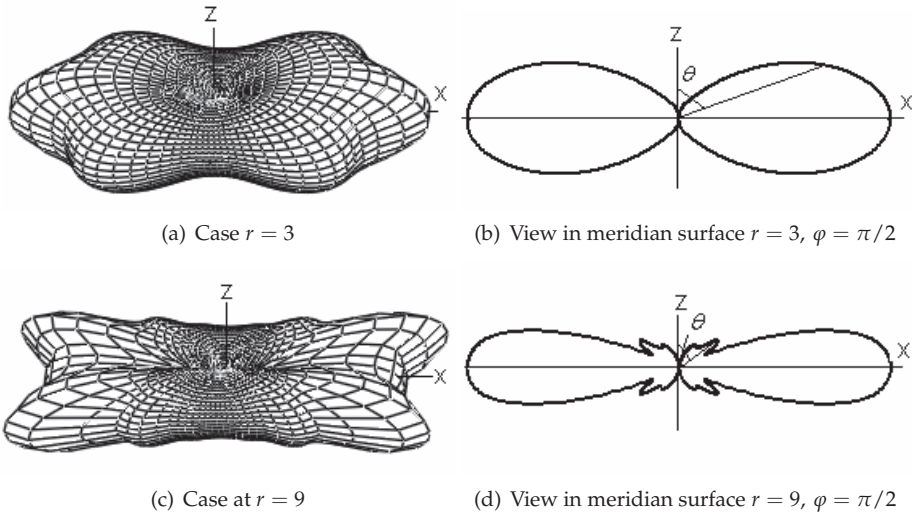 Z
X
(a) Case r = 3
Z
θ
X
(b) View in meridian surface r = 3, φ = π/2
Z
X
(c) Case at r = 9
Z
θ
X
(d) View in meridian surface r = 9, φ = π/2